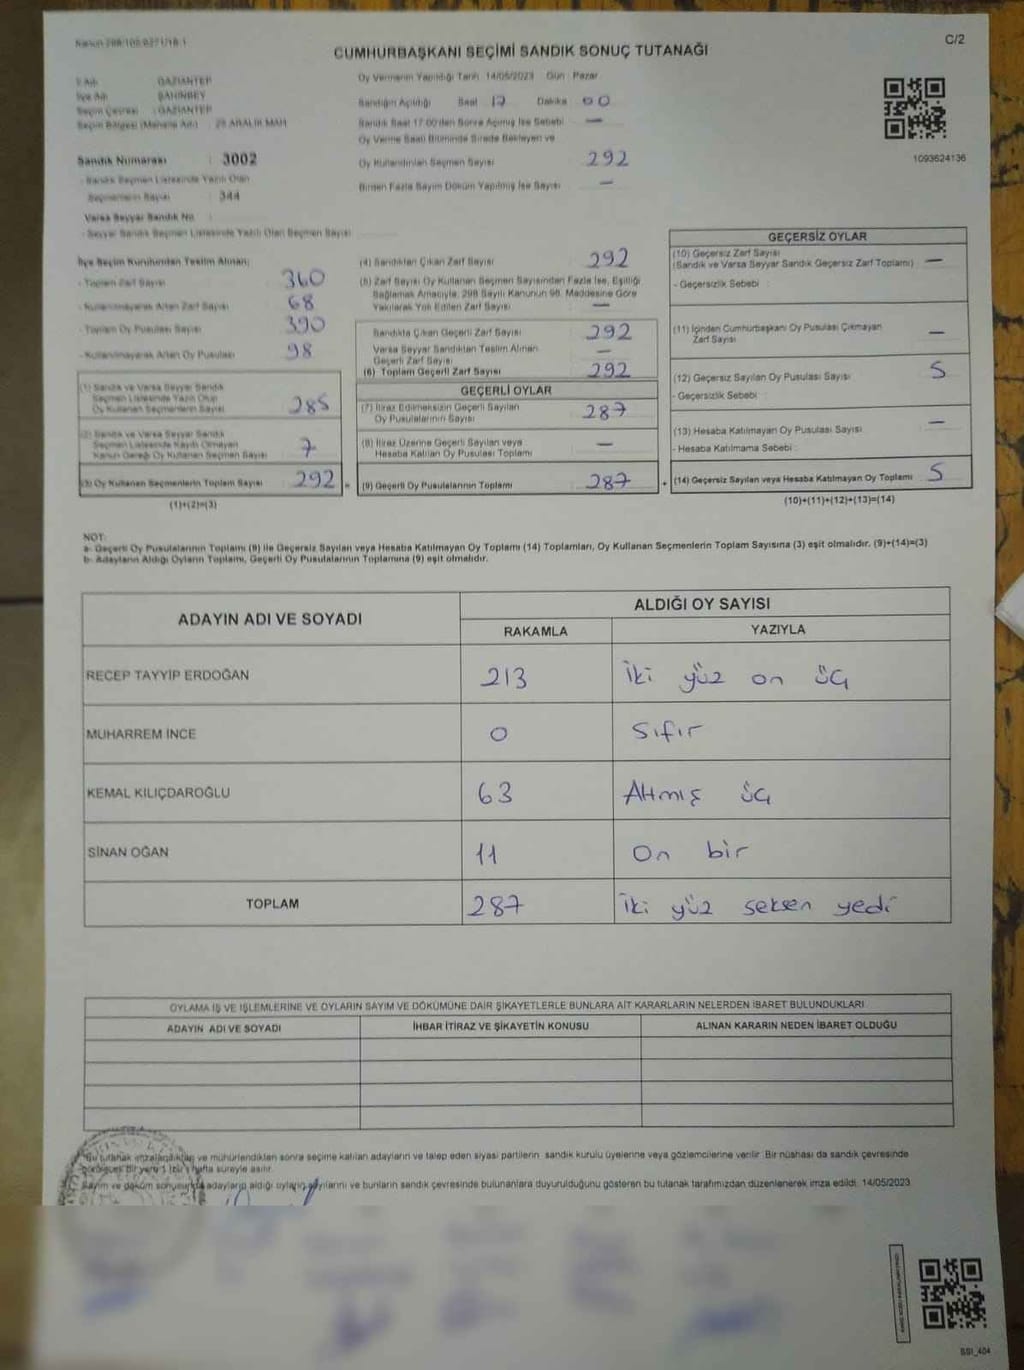 C/2
CUMHURBAŞKANI SEÇİMİ SANDIK SONUÇ TUTANAĞI
İl Adı : GAZİANTEP
İlçe Adı : ŞAHİNBEY
Seçim Çevresi : GAZİANTEP
Seçim Bölgesi (Mahalle Adı) : 25 ARALIK MAH
Sandık Numarası : 3002
- Sandık Seçmen Listesinde Yazılı Olan
Seçmenlerin Sayısı : 344
Varsa Seyyar Sandık No :
- Seyyar Sandık Seçmen Listesinde Yazılı Olan Seçmen Sayısı
Oy Vermenin Yapıldığı Tarih 14/05/2023 Gün : Pazar
Sandığın Açıldığı Saat 17 Dakika 00
Sandık Saat 17.00'den Sonra Açılmış İse Sebebi —
Oy Verme Saati Bitiminde Sırada Bekleyen ve
Oy Kullandırılan Seçmen Sayısı 292
Birden Fazla Sayım Döküm Yapılmış İse Sayısı —
1093624136
İlçe Seçim Kurulundan Teslim Alınan;
- Toplam Zarf Sayısı 360
- Kullanılmayarak Artan Zarf Sayısı 68
- Toplam Oy Pusulası Sayısı 390
- Kullanılmayarak Artan Oy Pusulası 98
(1) Sandık ve Varsa Seyyar Sandık
Seçmen Listesinde Yazılı Olup
Oy Kullanan Seçmenlerin Sayısı 285
(2) Sandık ve Varsa Seyyar Sandık
Seçmen Listesinde Kayıtlı Olmayan
Kanun Gereği Oy Kullanan Seçmen Sayısı 7
(3) Oy Kullanan Seçmenlerin Toplam Sayısı 292 =
(1)+(2)=(3)
(4) Sandıktan Çıkan Zarf Sayısı 292
(5) Zarf Sayısı Oy Kullanan Seçmen Sayısından Fazla İse, Eşitliği
Sağlamak Amacıyla, 298 Sayılı Kanunun 98. Maddesine Göre
Yakılarak Yok Edilen Zarf Sayısı —
Sandıkta Çıkan Geçerli Zarf Sayısı 292
Varsa Seyyar Sandıktan Teslim Alınan
Geçerli Zarf Sayısı —
(6) Toplam Geçerli Zarf Sayısı 292
GEÇERLİ OYLAR
(7) İtiraz Edilmeksizin Geçerli Sayılan
Oy Pusulalarının Sayısı 287
(8) İtiraz Üzerine Geçerli Sayılan veya
Hesaba Katılan Oy Pusulası Toplamı —
(9) Geçerli Oy Pusulalarının Toplamı 287 +
GEÇERSİZ OYLAR
(10) Geçersiz Zarf Sayısı
(Sandık ve Varsa Seyyar Sandık Geçersiz Zarf Toplamı) —
- Geçersizlik Sebebi :
(11) İçinden Cumhurbaşkanı Oy Pusulası Çıkmayan
Zarf Sayısı —
(12) Geçersiz Sayılan Oy Pusulası Sayısı 5
- Geçersizlik Sebebi :
(13) Hesaba Katılmayan Oy Pusulası Sayısı —
- Hesaba Katılmama Sebebi :
(14) Geçersiz Sayılan veya Hesaba Katılmayan Oy Toplamı 5
(10)+(11)+(12)+(13)=(14)
NOT:
a- Geçerli Oy Pusulalarının Toplamı (9) ile Geçersiz Sayılan veya Hesaba Katılmayan Oy Toplamı (14) Toplamları, Oy Kullanan Seçmenlerin Toplam Sayısına (3) eşit olmalıdır. (9)+(14)=(3)
b- Adayların Aldığı Oyların Toplamı, Geçerli Oy Pusulalarının Toplamına (9) eşit olmalıdır.
ADAYIN ADI VE SOYADI
ALDIĞI OY SAYISI
RAKAMLA YAZIYLA
RECEP TAYYİP ERDOĞAN 213 İki yüz on üç
MUHARREM İNCE 0 Sıfır
KEMAL KILIÇDAROĞLU 63 Altmış üç
SİNAN OĞAN 11 On bir
TOPLAM 287 İki yüz seksen yedi
OYLAMA İŞ VE İŞLEMLERİNE VE OYLARIN SAYIM VE DÖKÜMÜNE DAİR ŞİKAYETLERLE BUNLARA AİT KARARLARIN NELERDEN İBARET BULUNDUKLARI
ADAYIN ADI VE SOYADI İHBAR İTİRAZ VE ŞİKAYETİN KONUSU ALINAN KARARIN NEDEN İBARET OLDUĞU
Bu tutanak imzalandıktan ve mühürlendikten sonra seçime katılan adayların ve talep eden siyasi partilerin sandık kurulu üyelerine veya gözlemcilerine verilir. Bir nüshası da sandık çevresinde
görülecek bir yere 1 (bir) hafta süreyle asılır.
Sayım ve döküm sonucunda adayların aldığı oyların sayılarını ve bunların sandık çevresinde bulunanlara duyurulduğunu gösteren bu tutanak tarafımızdan düzenlenerek imza edildi. 14/05/2023
SSI_404